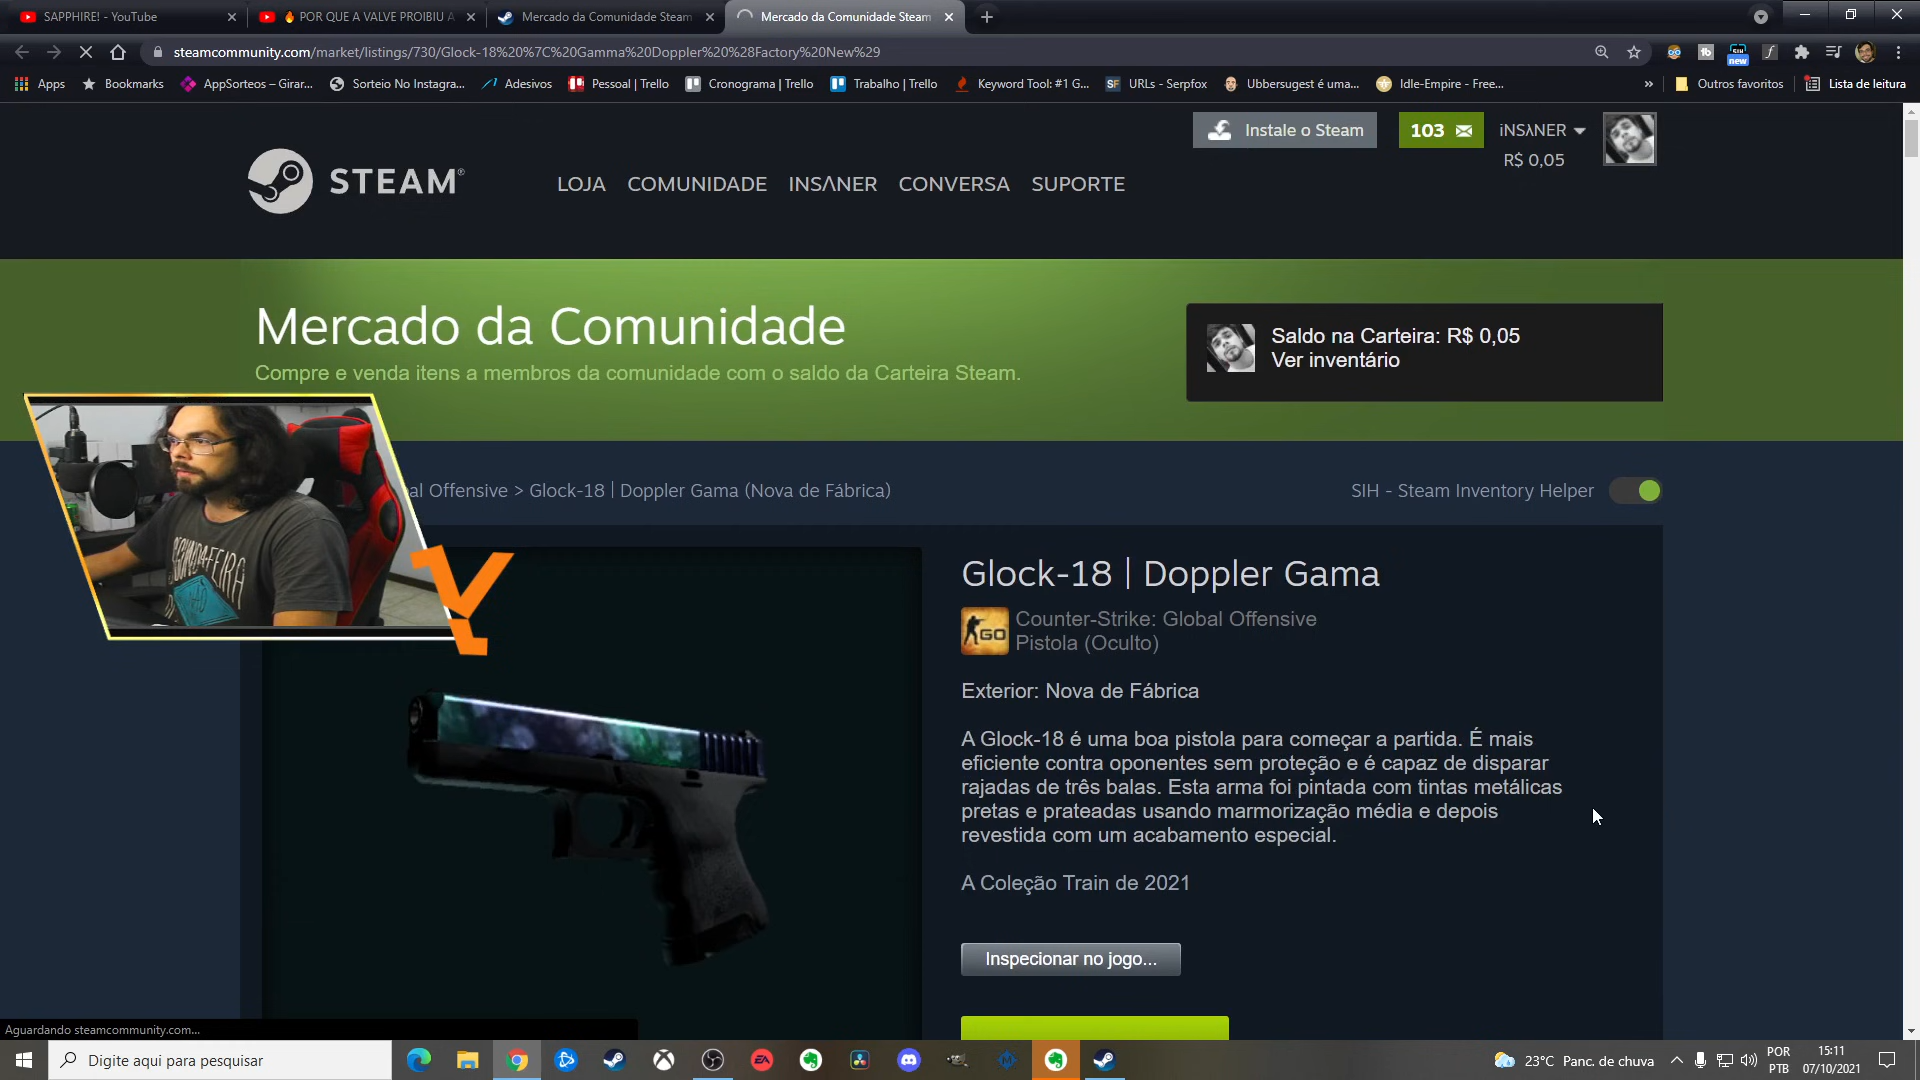 SAPPHIRE! - YouTube
🔥 POR QUE A VALVE PROIBIU A
Mercado da Comunidade Steam
Mercado da Comunidade Steam
steamcommunity.com/market/listings/730/Glock-18%20%7C%20Gamma%20Doppler%20%28Factory%20New%29
new
Apps
Bookmarks
AppSorteos – Girar...
Sorteio No Instagra...
Adesivos
Pessoal | Trello
Cronograma | Trello
Trabalho | Trello
Keyword Tool: #1 G...
SF URLs - Serpfox
Ubbersugest é uma...
Idle-Empire - Free...
»
Outros favoritos
Lista de leitura
Instale o Steam
103
iNSλNER
R$ 0,05
STEAM®
LOJA
COMUNIDADE
INSΛNER
CONVERSA
SUPORTE
Mercado da Comunidade
Compre e venda itens a membros da comunidade com o saldo da Carteira Steam.
Saldo na Carteira: R$ 0,05
Ver inventário
al Offensive > Glock-18 | Doppler Gama (Nova de Fábrica)
SIH - Steam Inventory Helper
SEGUNDA-FEIRA
Glock-18 | Doppler Gama
GO
Counter-Strike: Global Offensive
Pistola (Oculto)
Exterior: Nova de Fábrica
A Glock-18 é uma boa pistola para começar a partida. É mais
eficiente contra oponentes sem proteção e é capaz de disparar
rajadas de três balas. Esta arma foi pintada com tintas metálicas
pretas e prateadas usando marmorização média e depois
revestida com um acabamento especial.
A Coleção Train de 2021
Inspecionar no jogo...
Aguardando steamcommunity.com...
Digite aqui para pesquisar
EA
23°C Panc. de chuva
POR
PTB
15:11
07/10/2021